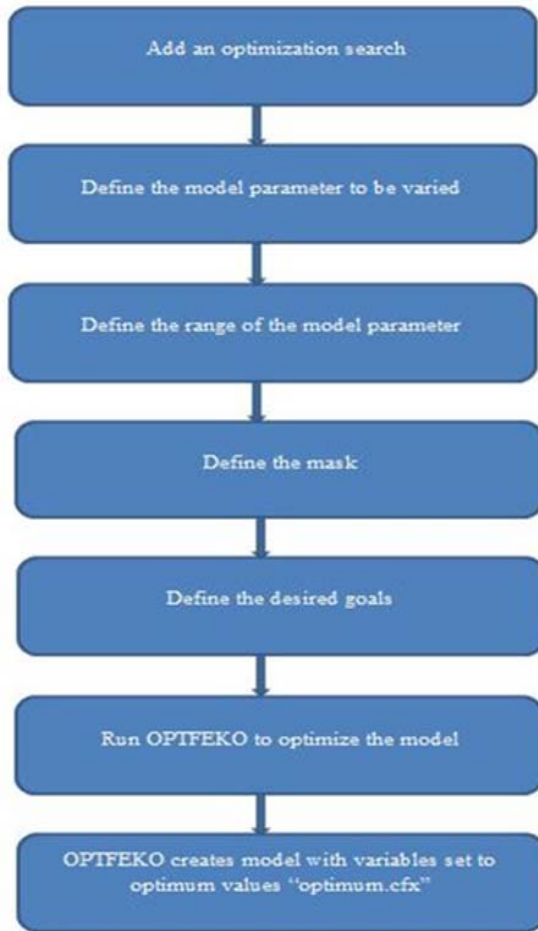 Add an optimization search
Define the model parameter to be varied
Define the range of the model parameter
Define the mask
Define the desired goals
Run OPTFEKO to optimize the model
OPTFEKO creates model with variables set to
optimum values “optimum.cfx”